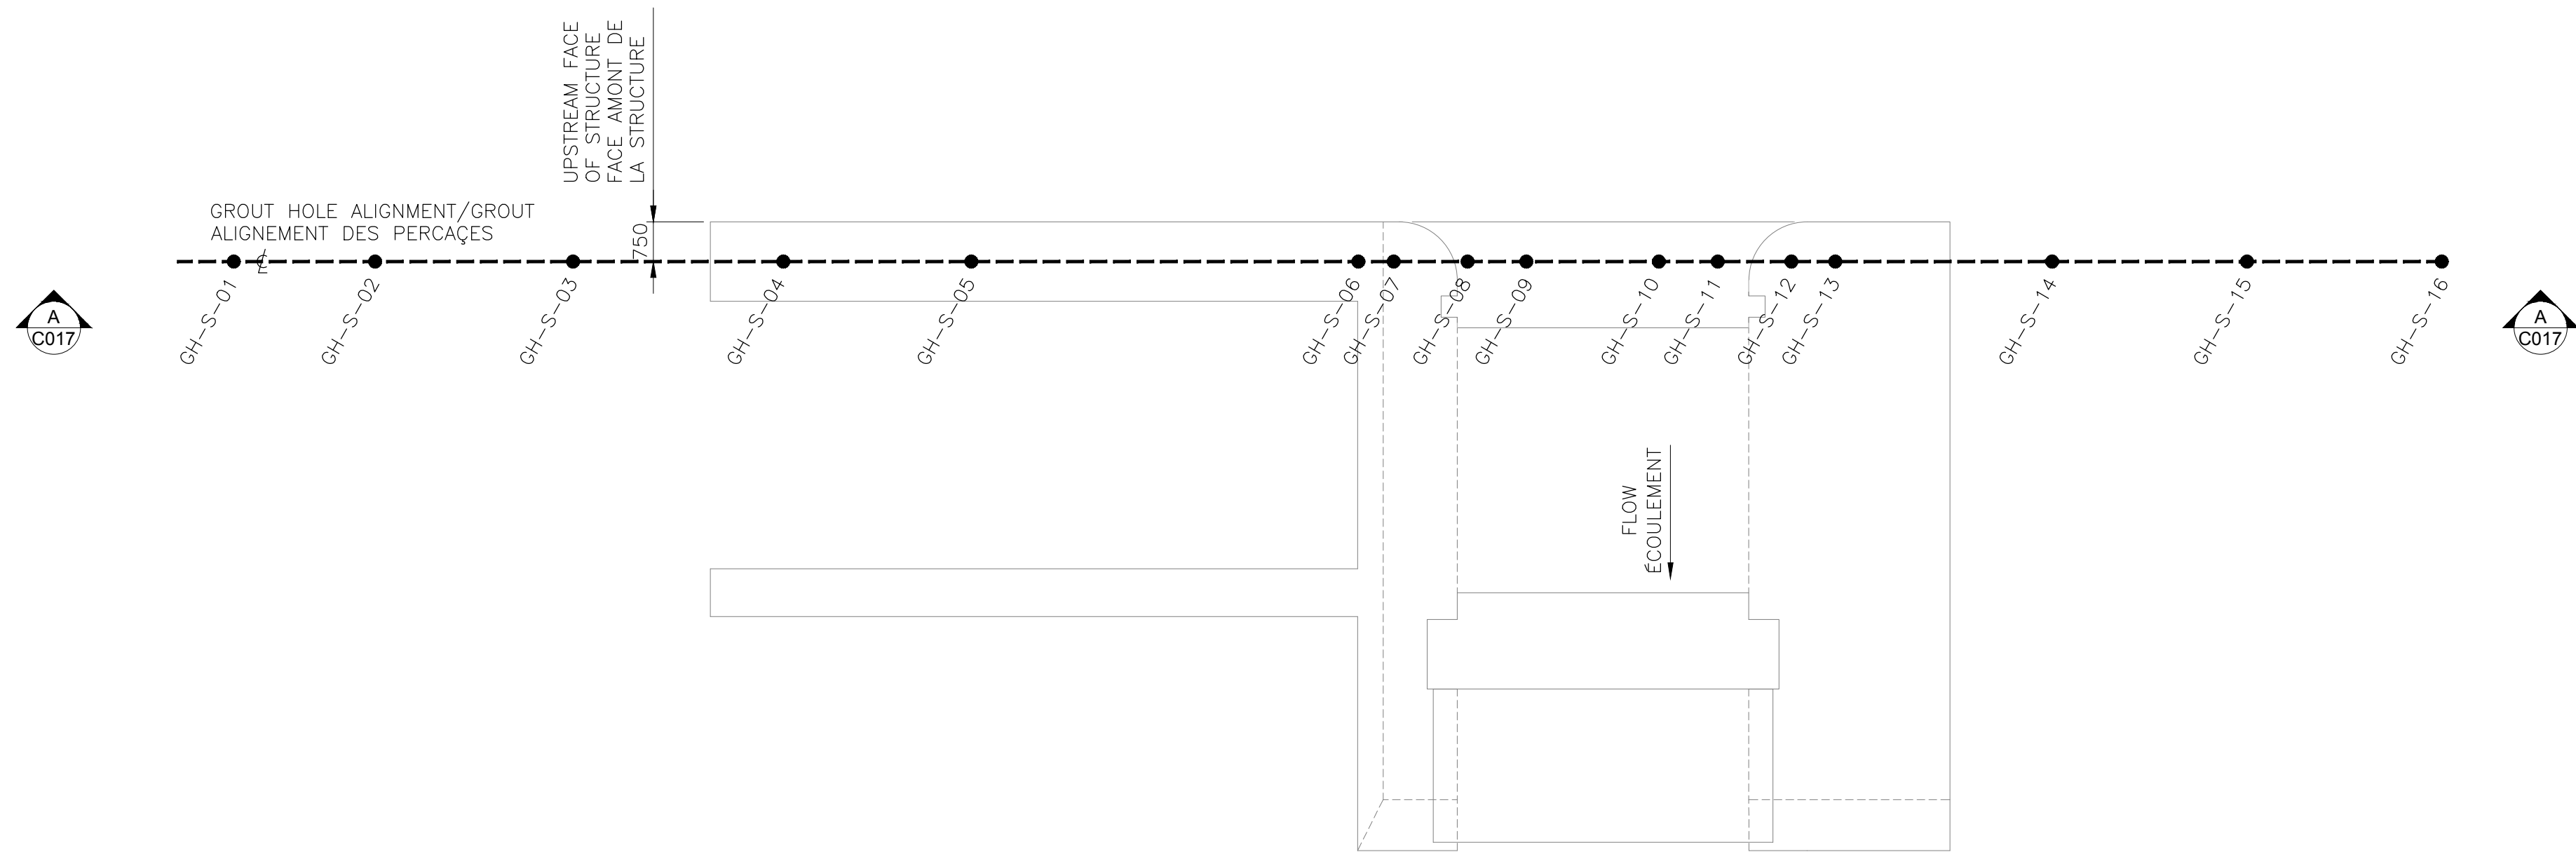 UPSTREAM FACE
OF STRUCTURE
FACE AMONT DE
LA STRUCTURE
GROUT HOLE ALIGNMENT/GROUT
ALIGNEMENT DES PERCAÇES
℄
750
A
C017
GH-S-01
GH-S-02
GH-S-03
GH-S-04
GH-S-05
GH-S-06
GH-S-07
GH-S-08
GH-S-09
GH-S-10
GH-S-11
GH-S-12
GH-S-13
GH-S-14
GH-S-15
GH-S-16
A
C017
FLOW
ÉCOULEMENT